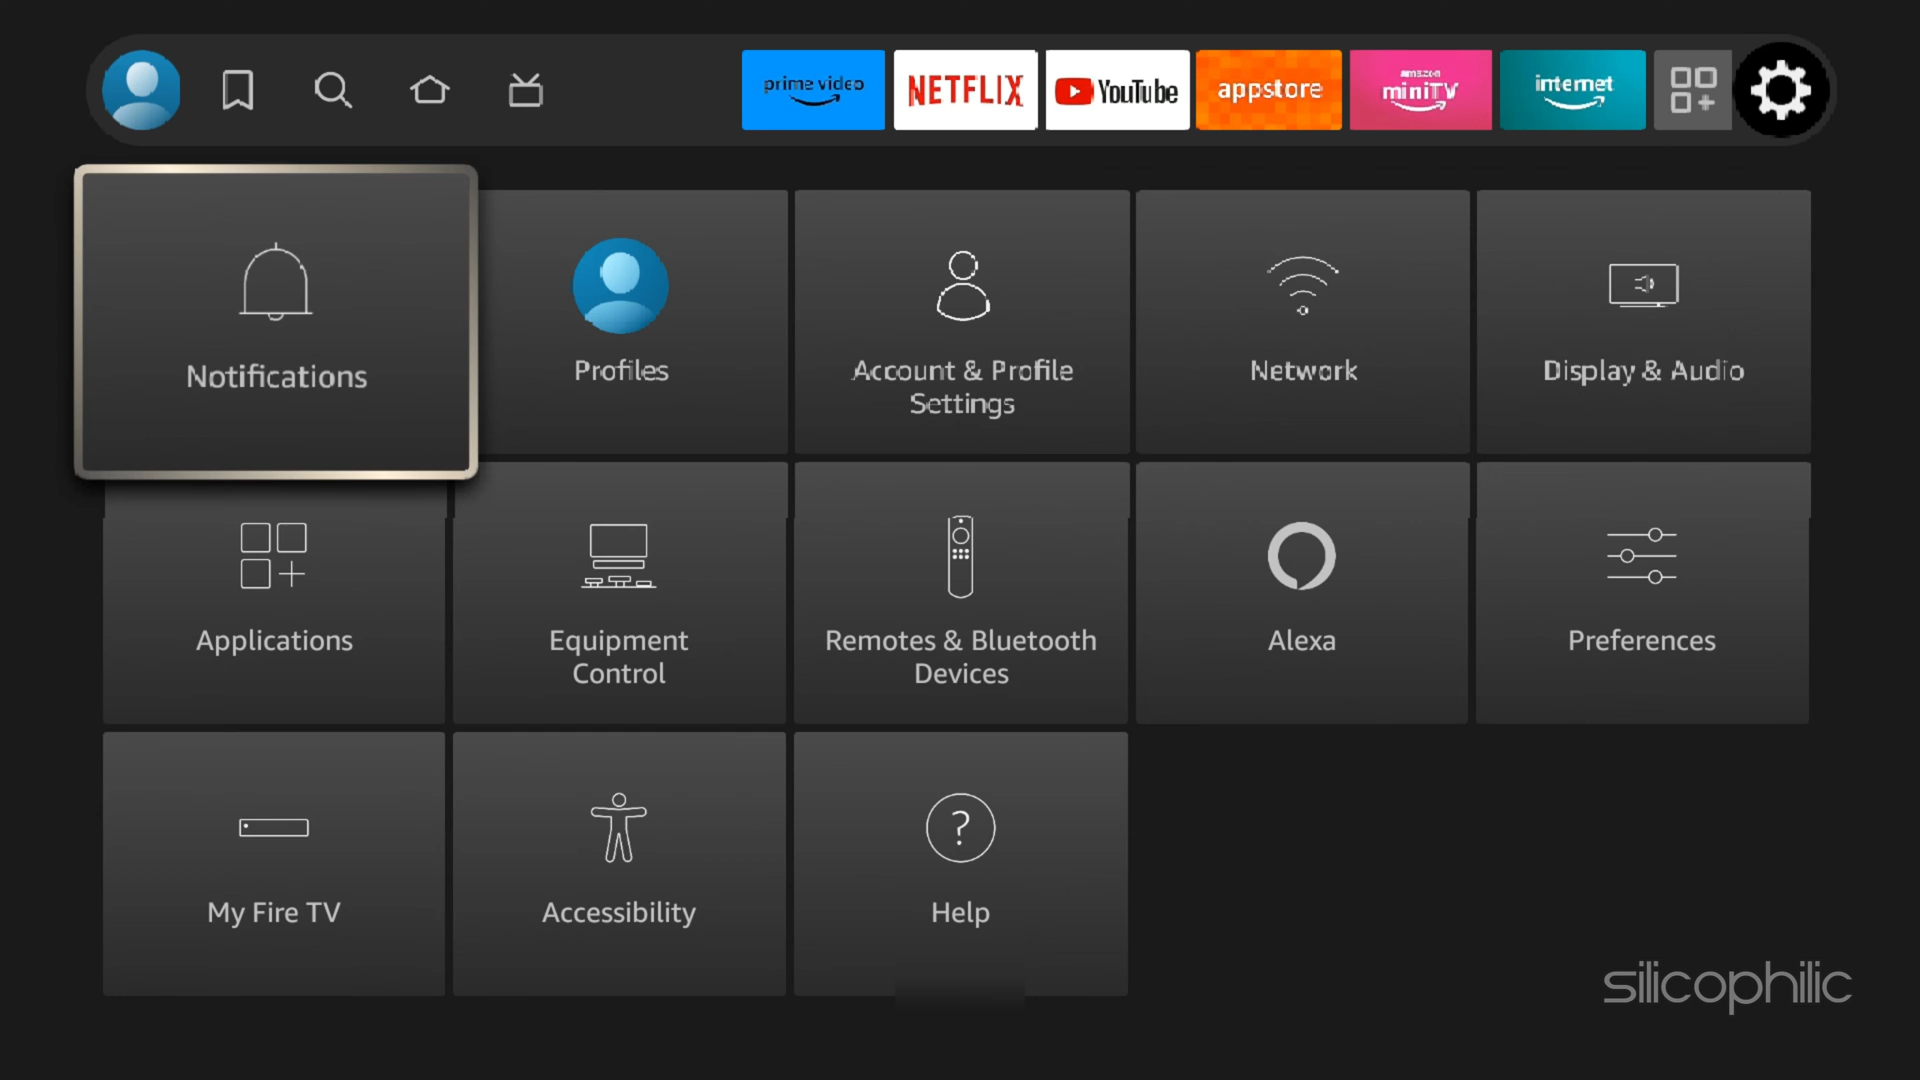 prime video
NETFLIX
YouTube
appstore
amazon
miniTV
internet
Notifications
Profiles
Account & Profile
Settings
Network
Display & Audio
Applications
Equipment
Control
Remotes & Bluetooth
Devices
Alexa
Preferences
My Fire TV
Accessibility
?
Help
silicophilic